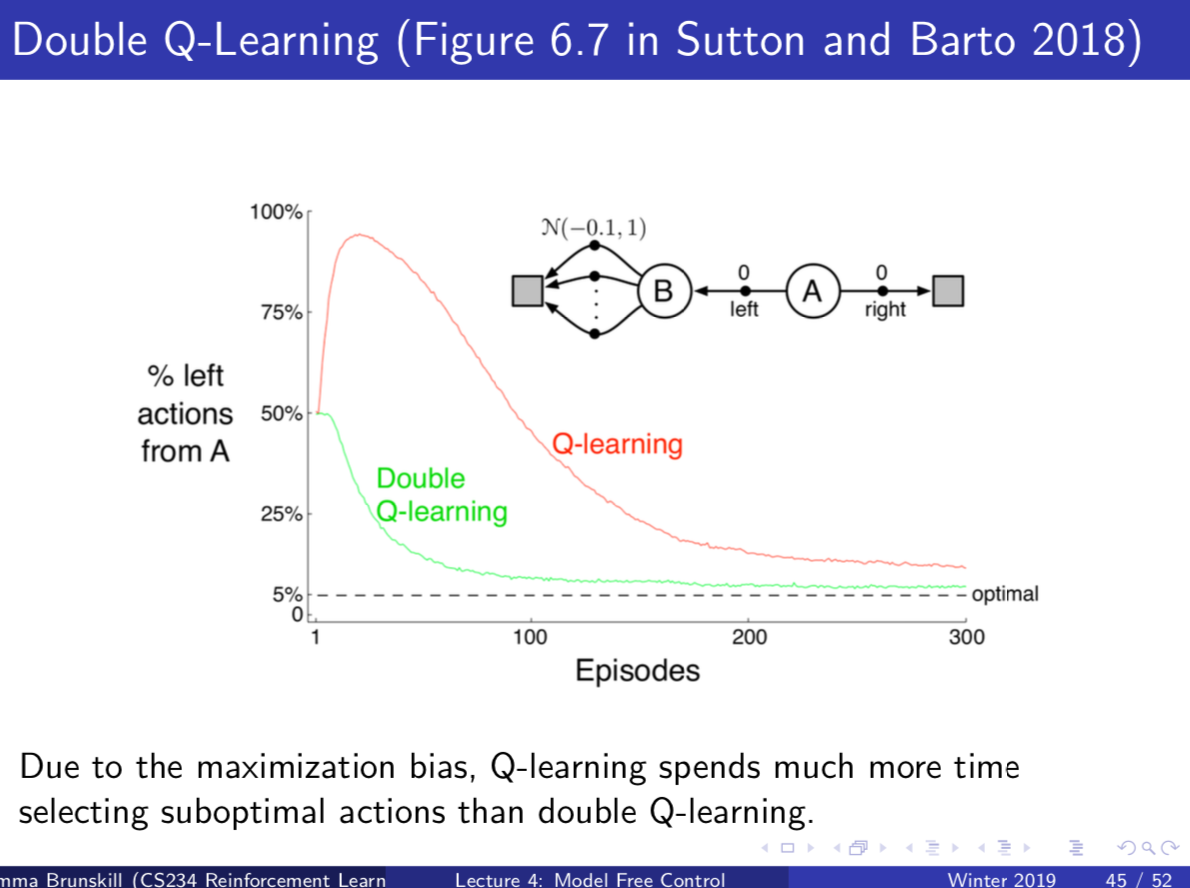 Double Q-Learning (Figure 6.7 in Sutton and Barto 2018)
100%
75%
50%
25%
5%
0
% left
actions
from A
𝒩(−0.1, 1)
B
0
left
A
0
right
Q-learning
Double
Q-learning
optimal
1
100
200
300
Episodes
Due to the maximization bias, Q-learning spends much more time
selecting suboptimal actions than double Q-learning.
mma Brunskill (CS234 Reinforcement Learn
Lecture 4: Model Free Control
Winter 2019
45 / 52